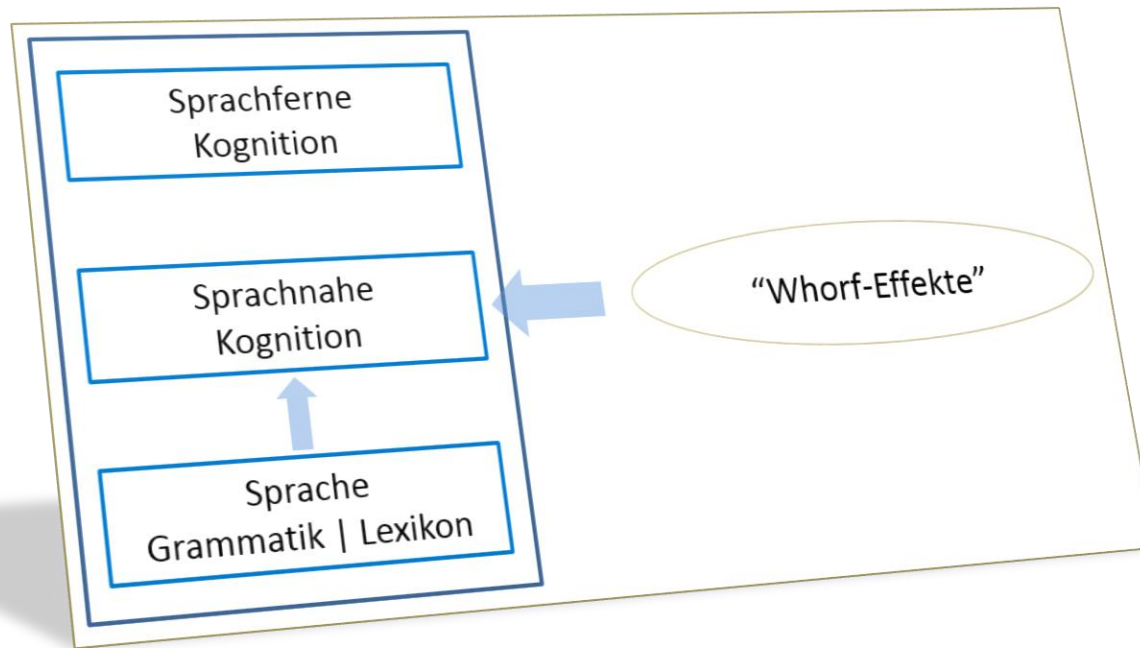 Sprachferne
Kognition
Sprachnahe
Kognition
"Whorf-Effekte”
Sprache
Grammatik | Lexikon